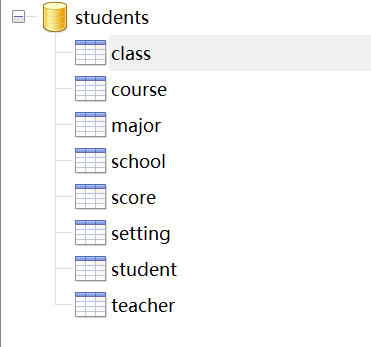 students
class
course
major
school
score
setting
student
teacher